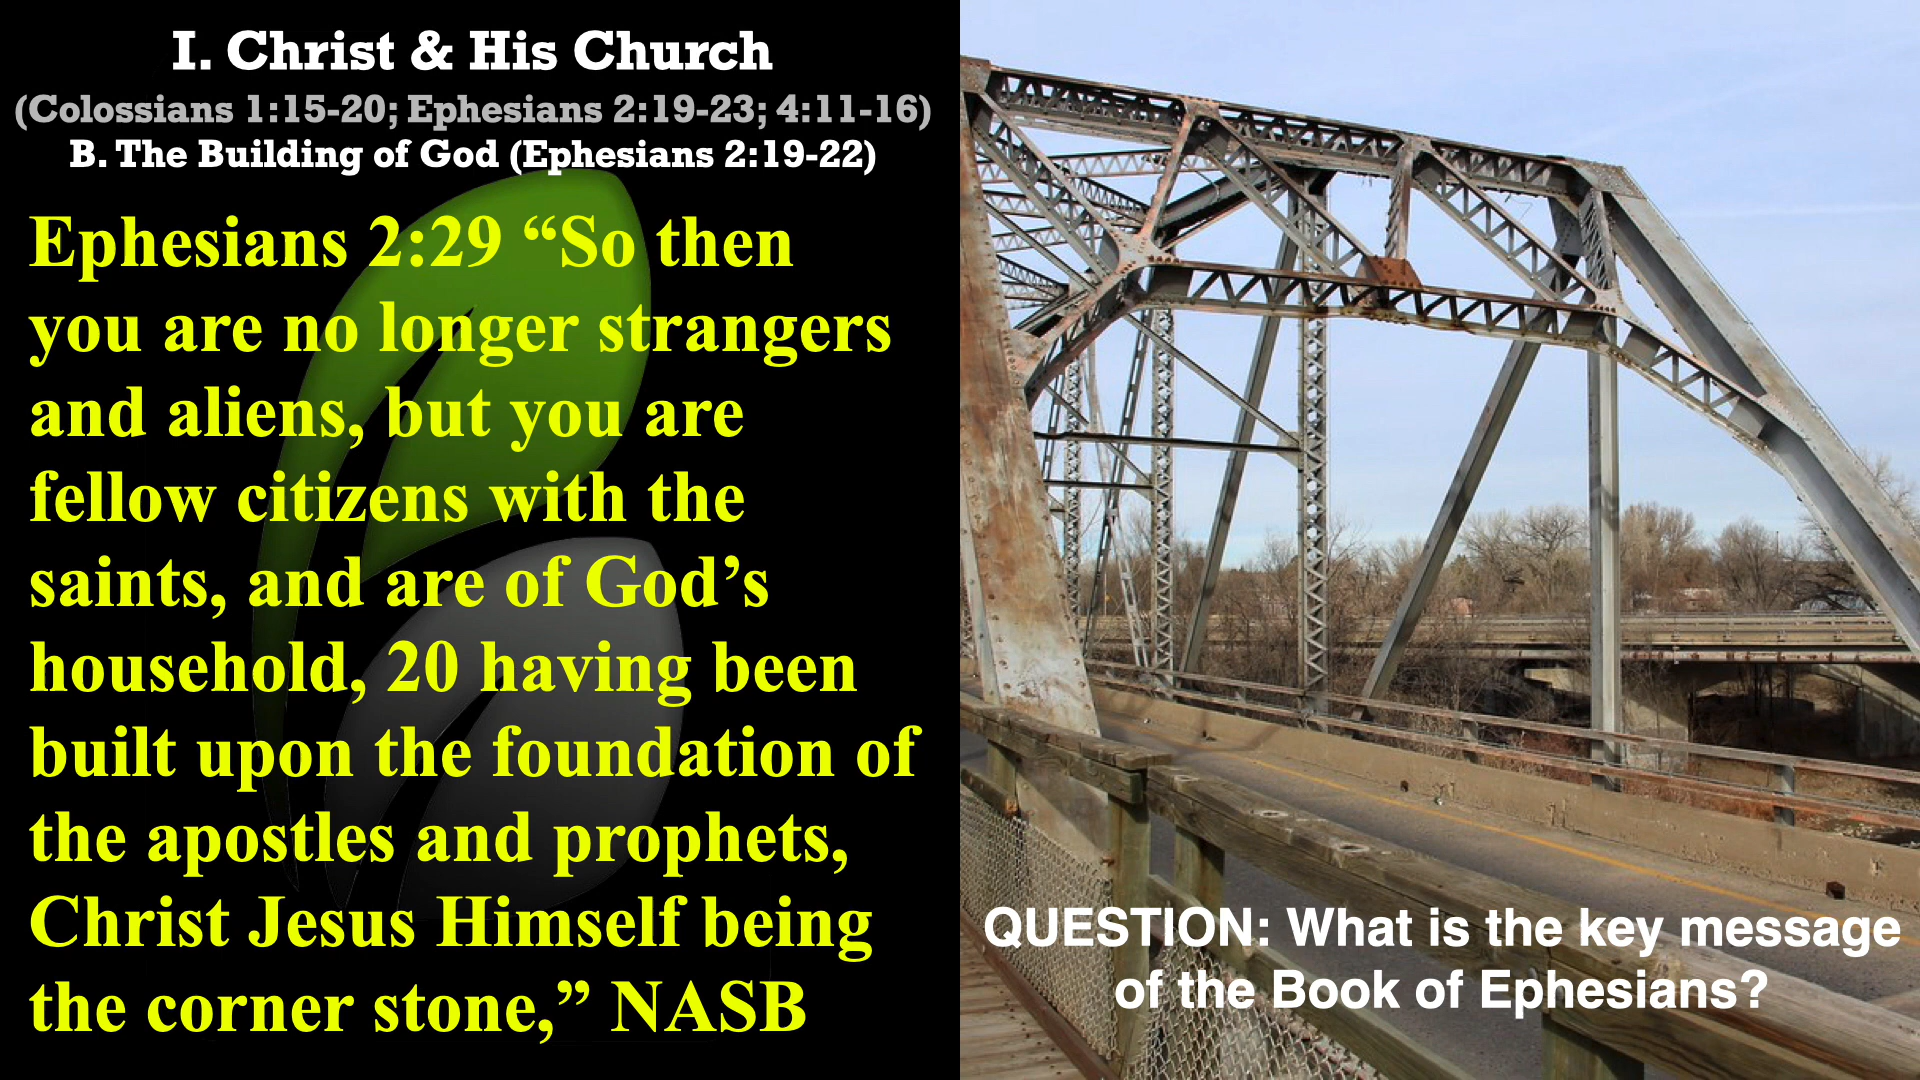 I. Christ & His Church
(Colossians 1:15-20; Ephesians 2:19-23; 4:11-16)
B. The Building of God (Ephesians 2:19-22)
Ephesians 2:29 “So then
you are no longer strangers
and aliens, but you are
fellow citizens with the
saints, and are of God’s
household, 20 having been
built upon the foundation of
the apostles and prophets,
Christ Jesus Himself being
the corner stone,” NASB
QUESTION: What is the key message
of the Book of Ephesians?